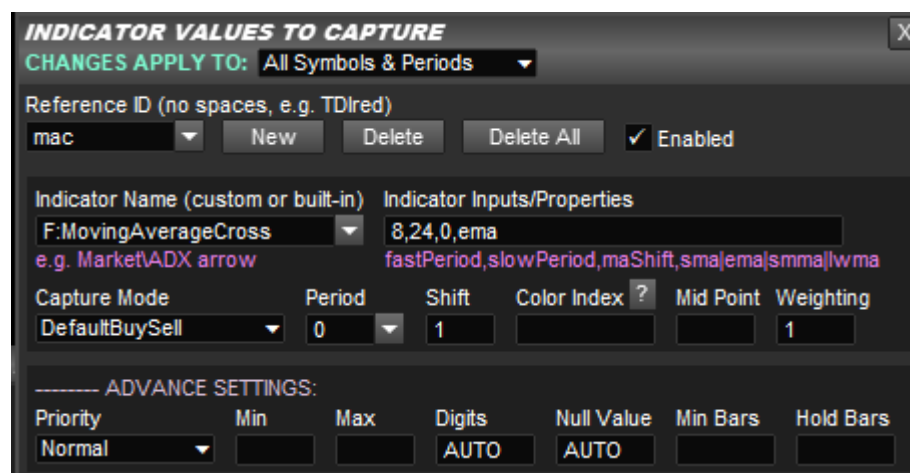 INDICATOR VALUES TO CAPTURE X
CHANGES APPLY TO: All Symbols & Periods
Reference ID (no spaces, e.g. TDIred)
mac New Delete Delete All Enabled
Indicator Name (custom or built-in) Indicator Inputs/Properties
F:MovingAverageCross 8,24,0,ema
e.g. Market\ADX arrow fastPeriod,slowPeriod,maShift,sma|ema|smma|lwma
Capture Mode Period Shift Color Index ? Mid Point Weighting
DefaultBuySell 0 1 1
-------- ADVANCE SETTINGS:
Priority Min Max Digits Null Value Min Bars Hold Bars
Normal AUTO AUTO